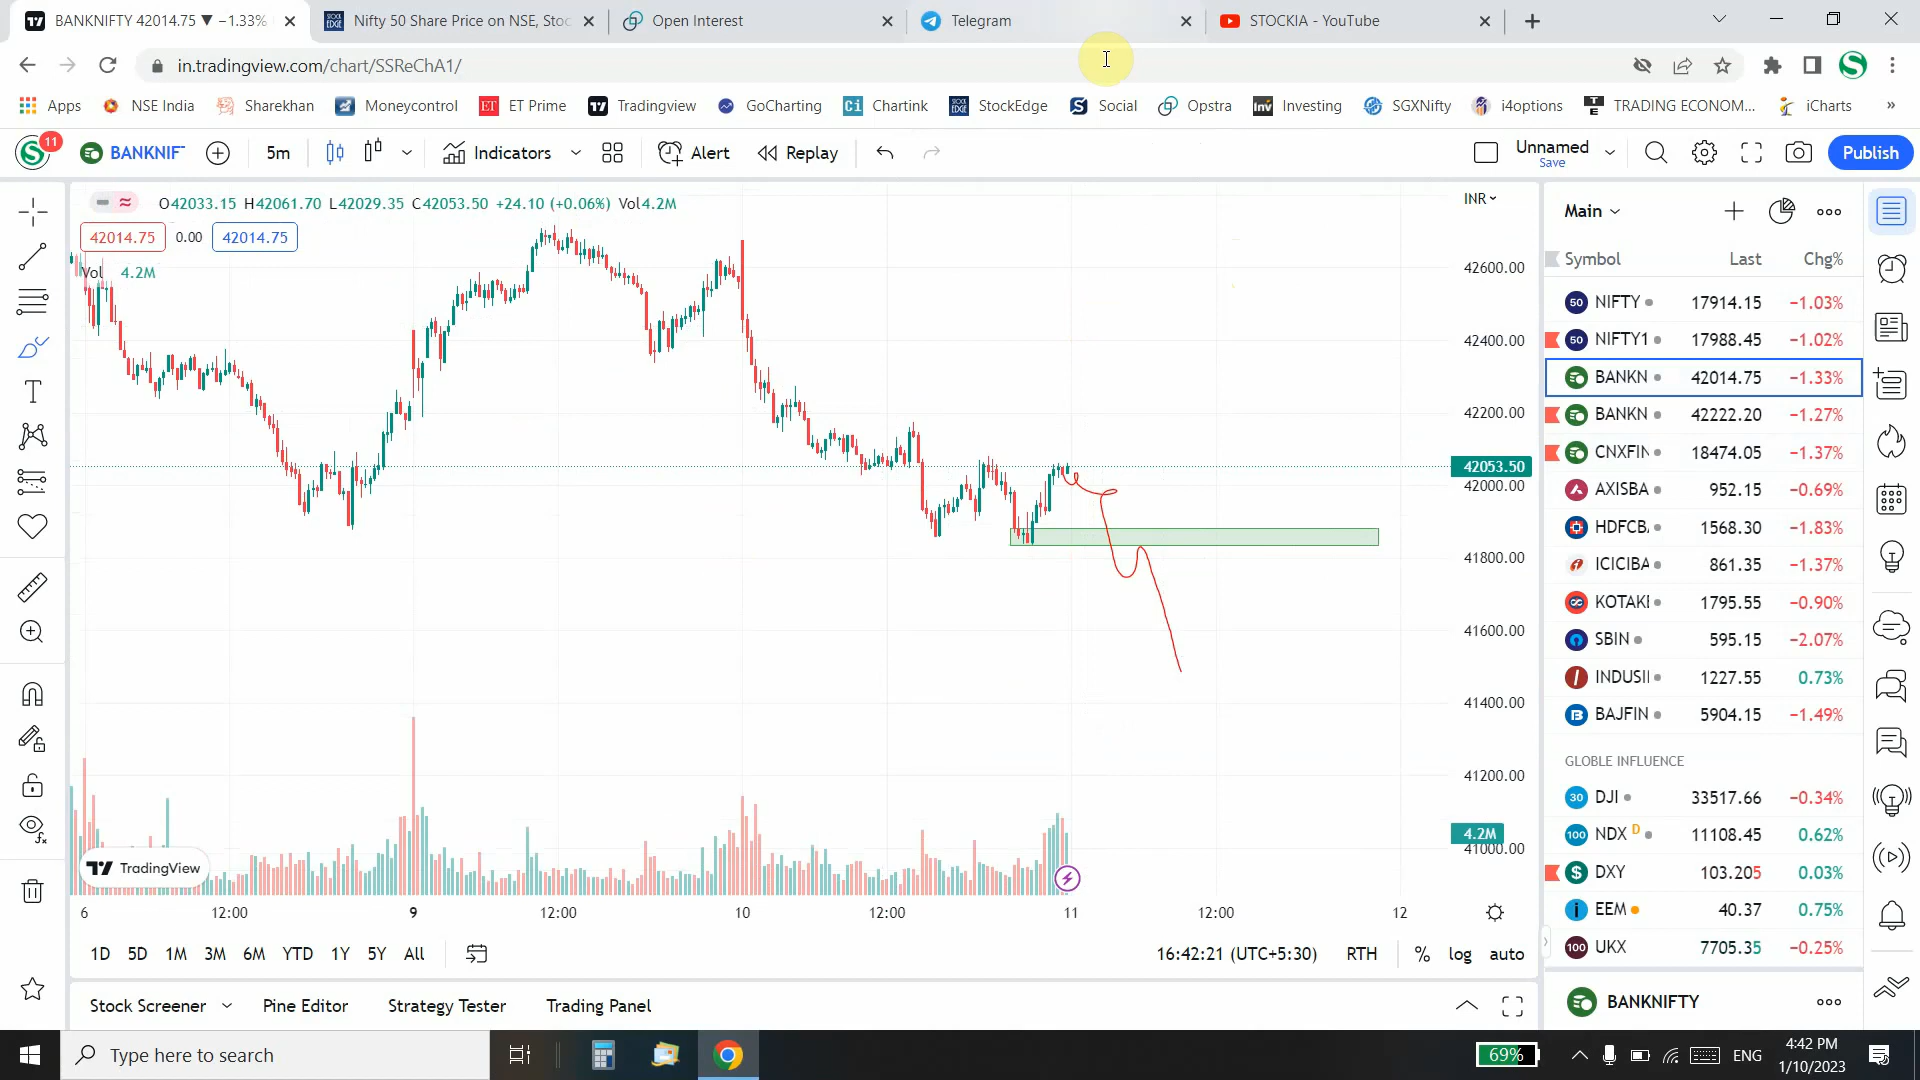 BANKNIFTY 42014.75 ▼ −1.33%
Nifty 50 Share Price on NSE, Stoc
Open Interest
Telegram
STOCKIA - YouTube
in.tradingview.com/chart/SSReChA1/
Apps NSE India Sharekhan Moneycontrol ET Prime Tradingview GoCharting Chartink StockEdge Social Opstra Investing SGXNifty i4options TRADING ECONOM... iCharts »
11 BANKNIF 5m Indicators Alert Replay Unnamed Save Publish
O42033.15 H42061.70 L42029.35 C42053.50 +24.10 (+0.06%) Vol4.2M
42014.75 0.00 42014.75
Vol 4.2M
INR
42600.00
42400.00
42200.00
42053.50
42000.00
41800.00
41600.00
41400.00
41200.00
4.2M
41000.00
TradingView
6 12:00 9 12:00 10 12:00 11 12:00 12
1D 5D 1M 3M 6M YTD 1Y 5Y All
16:42:21 (UTC+5:30) RTH % log auto
Stock Screener Pine Editor Strategy Tester Trading Panel
Main
Symbol Last Chg%
50 NIFTY 17914.15 −1.03%
50 NIFTY1 17988.45 −1.02%
BANKN 42014.75 −1.33%
BANKN 42222.20 −1.27%
CNXFIN 18474.05 −1.37%
AXISBA 952.15 −0.69%
HDFCB 1568.30 −1.83%
ICICIBA 861.35 −1.37%
KOTAKI 1795.55 −0.90%
SBIN 595.15 −2.07%
INDUSI 1227.55 0.73%
BAJFIN 5904.15 −1.49%
GLOBLE INFLUENCE
30 DJI 33517.66 −0.34%
100 NDX D 11108.45 0.62%
DXY 103.205 0.03%
EEM 40.37 0.75%
100 UKX 7705.35 −0.25%
BANKNIFTY
Type here to search
69%
ENG
4:42 PM
1/10/2023